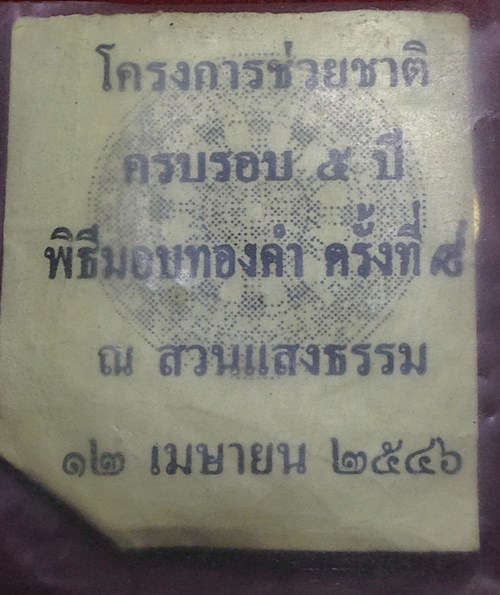 โครงการช่วยชาติ
ครบรอบ ๕ ปี
พิธีมอบทองคำ ครั้งที่ ๘
ณ สวนแสงธรรม
๑๒ เมษายน ๒๕๔๖